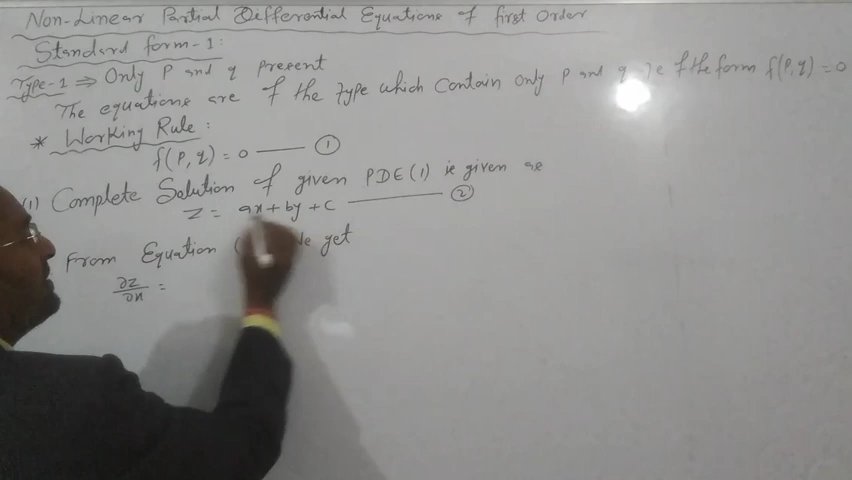 Non-Linear Partial Differential Equations of first Order
Standard form-1:
Type-1 ⇒ Only P and q present
The equations are of the type which contain only p and q ie of the form f(P,q)=0
* Working Rule:
f(P,q)=0 —— ①
(1) Complete Solution of given PDE(1) is given as
Z = ax+by+c —— ②
From Equation ( we get
∂z/∂x =